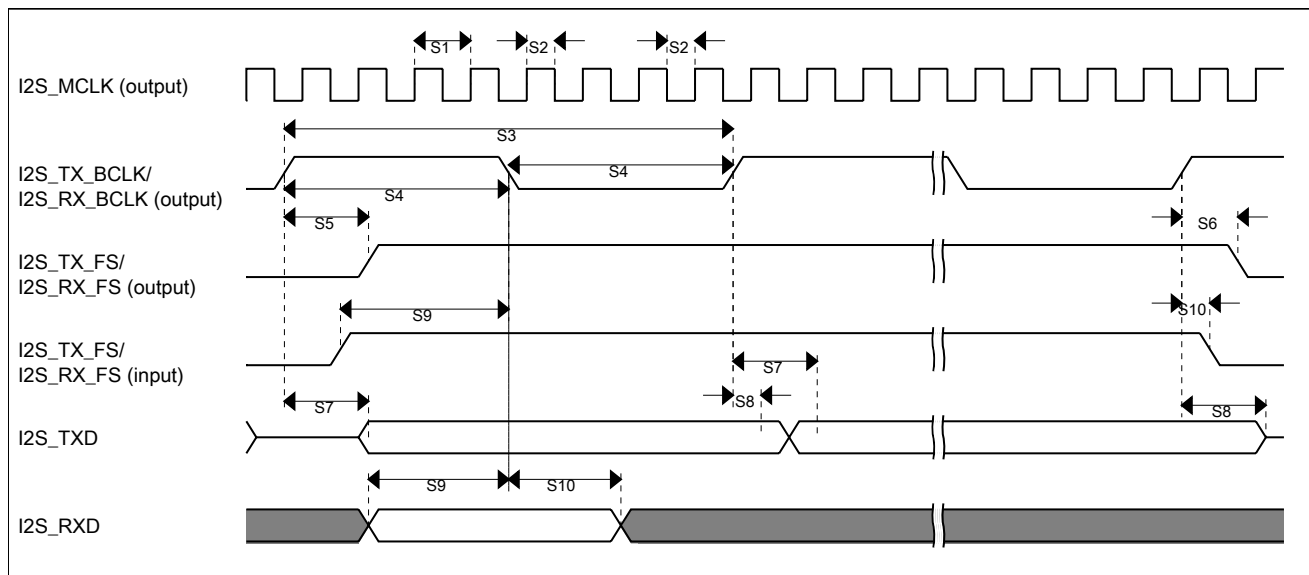 S1
S2
S2
I2S_MCLK (output)
S3
I2S_TX_BCLK/
I2S_RX_BCLK (output)
S4
S4
S5
S6
I2S_TX_FS/
I2S_RX_FS (output)
S9
S10
I2S_TX_FS/
I2S_RX_FS (input)
S7
S7
S8
S8
I2S_TXD
S9
S10
I2S_RXD